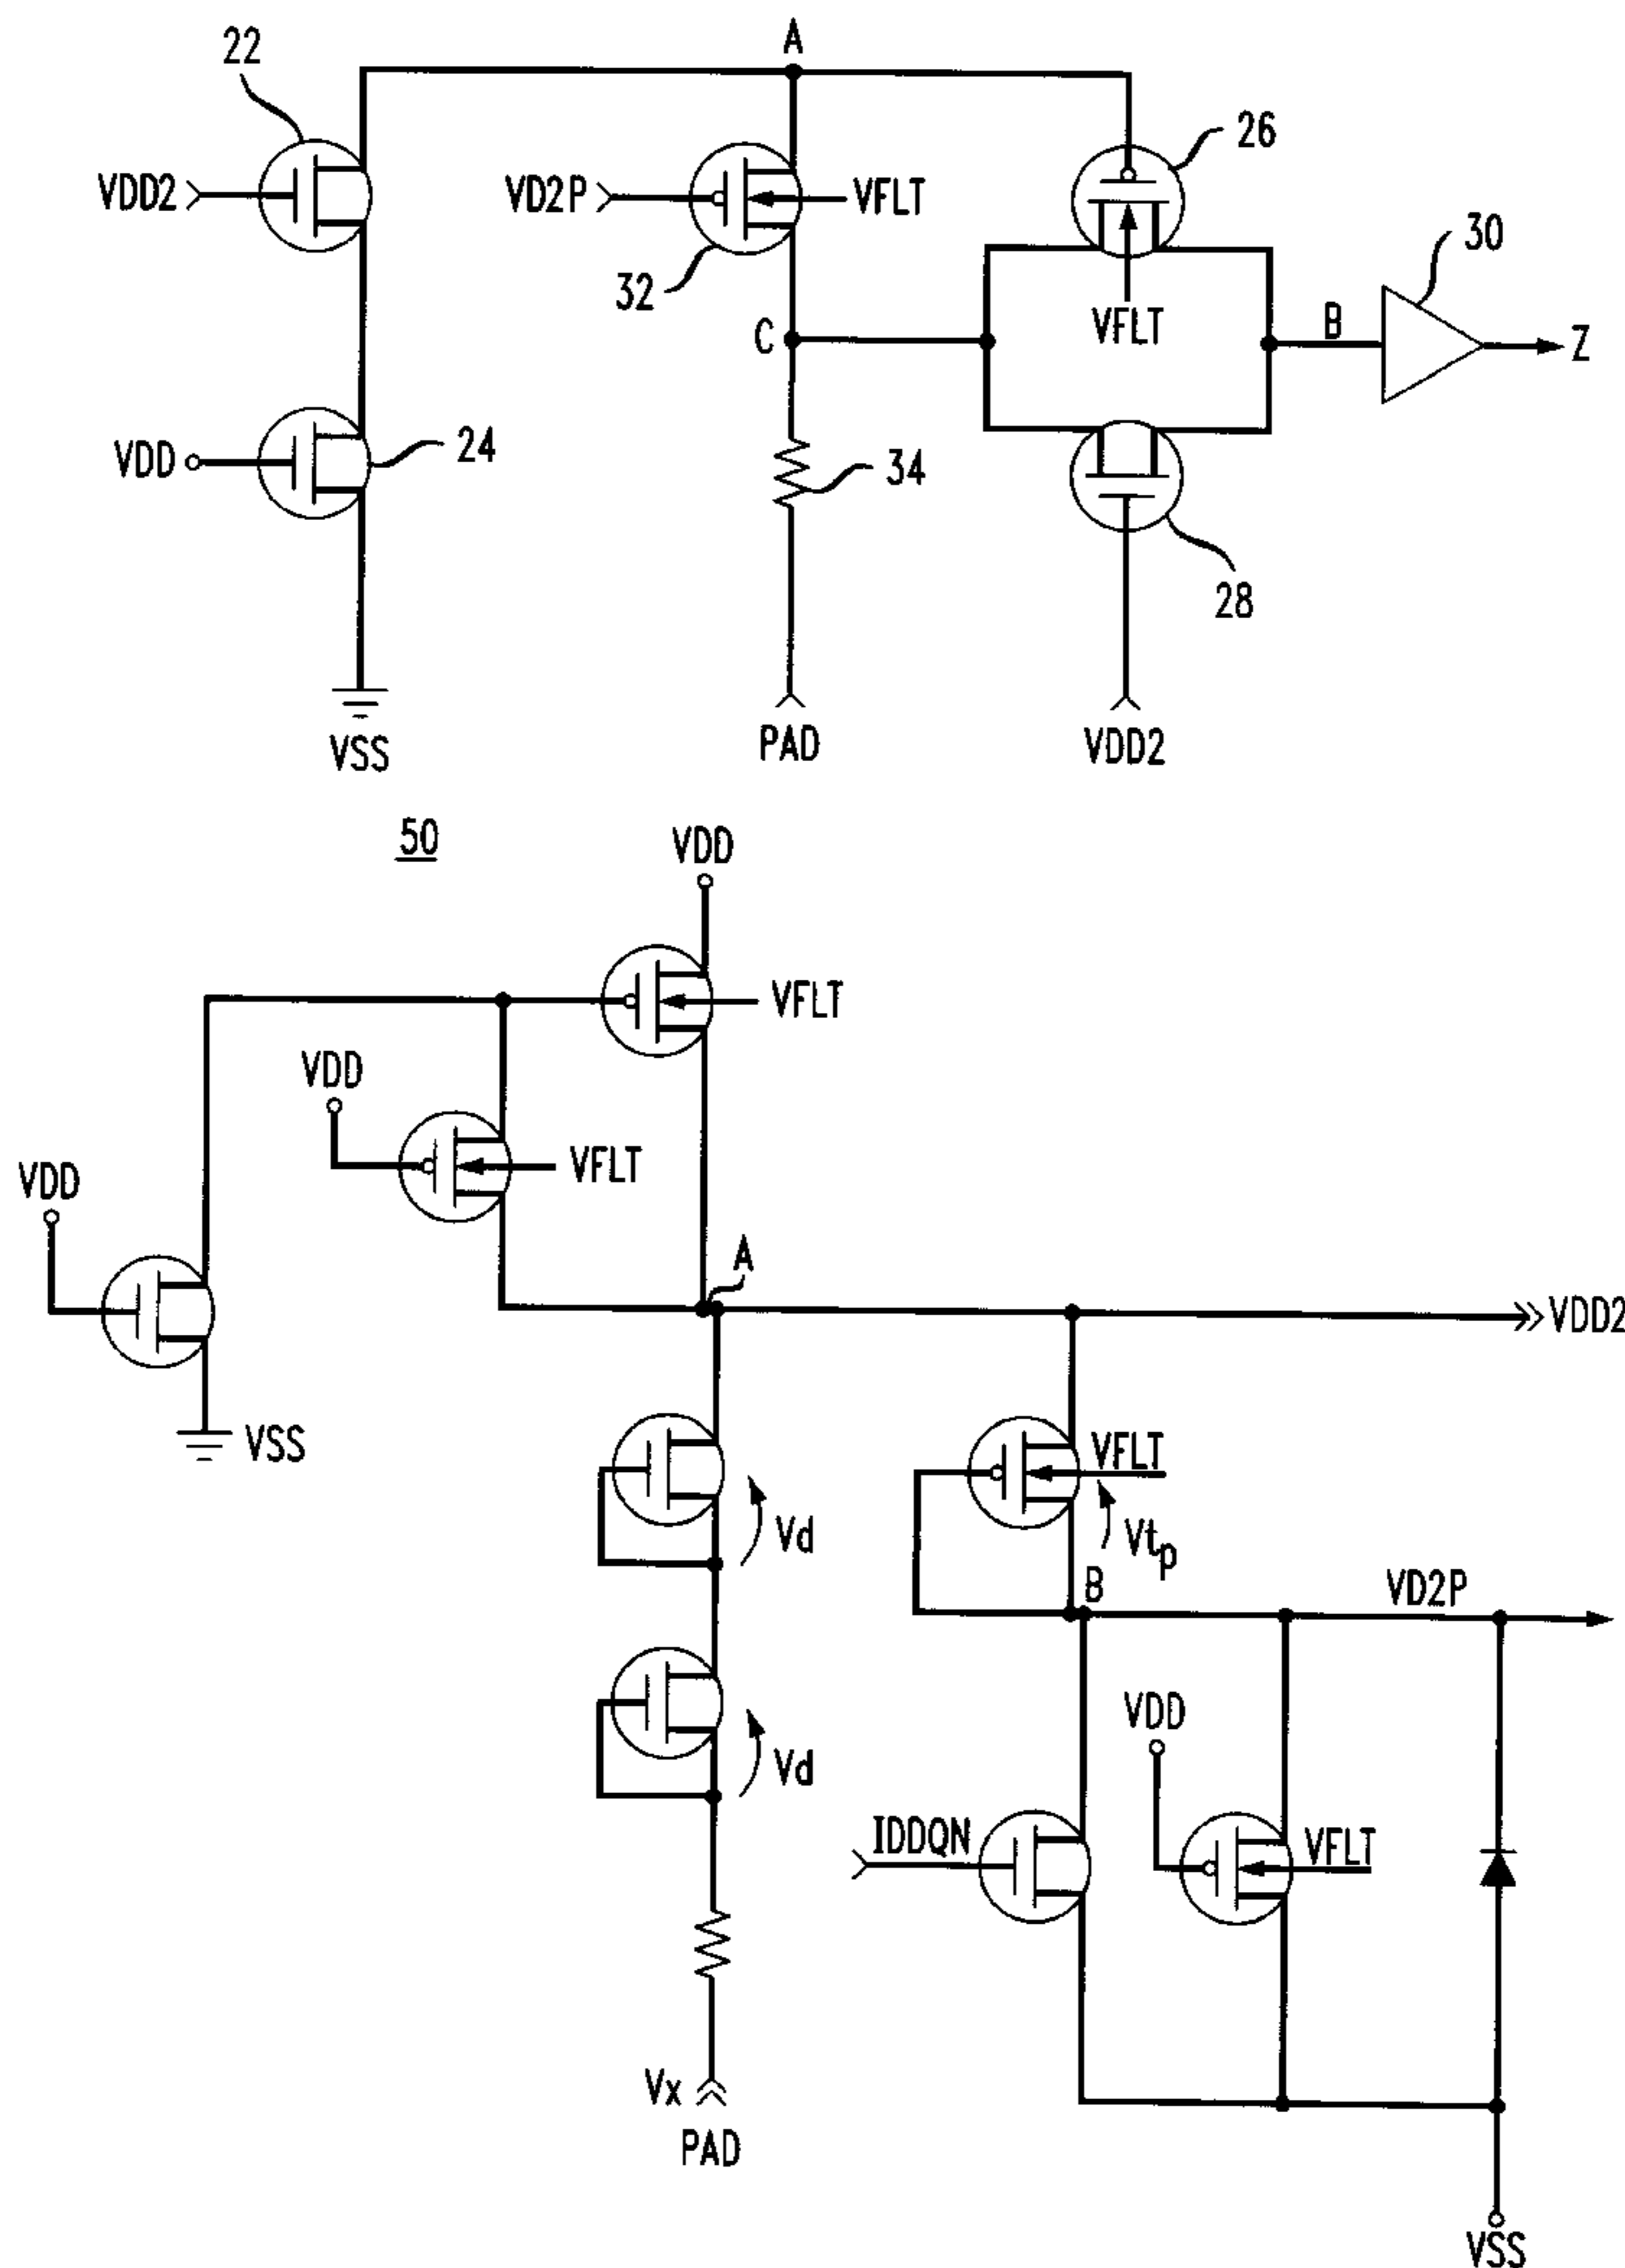 A
22
26
VDD2
VD2P
VFLT
30
32
VFLT
C
B
Z
VDD
24
34
28
VSS
PAD
VDD2
50
VDD
VFLT
VDD
VFLT
VDD
A
VDD2
VSS
VFLT
Vd
Vtp
B
VD2P
VDD
Vd
IDDQN
VFLT
Vx
PAD
VSS